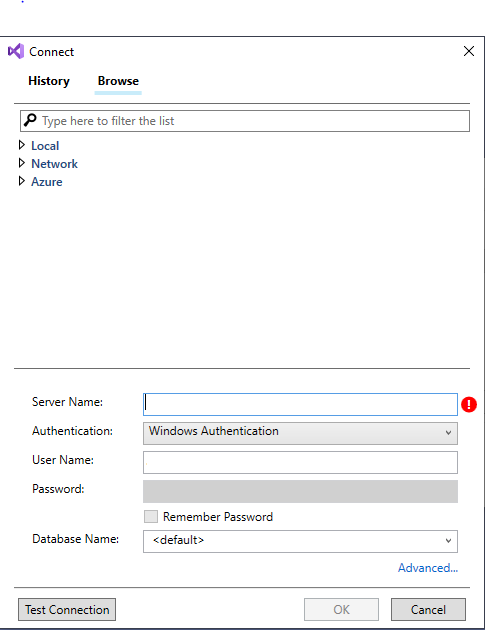 Connect
History Browse
Type here to filter the list
Local
Network
Azure
Server Name:
Authentication: Windows Authentication
User Name:
Password:
Remember Password
Database Name: <default>
Advanced...
Test Connection OK Cancel